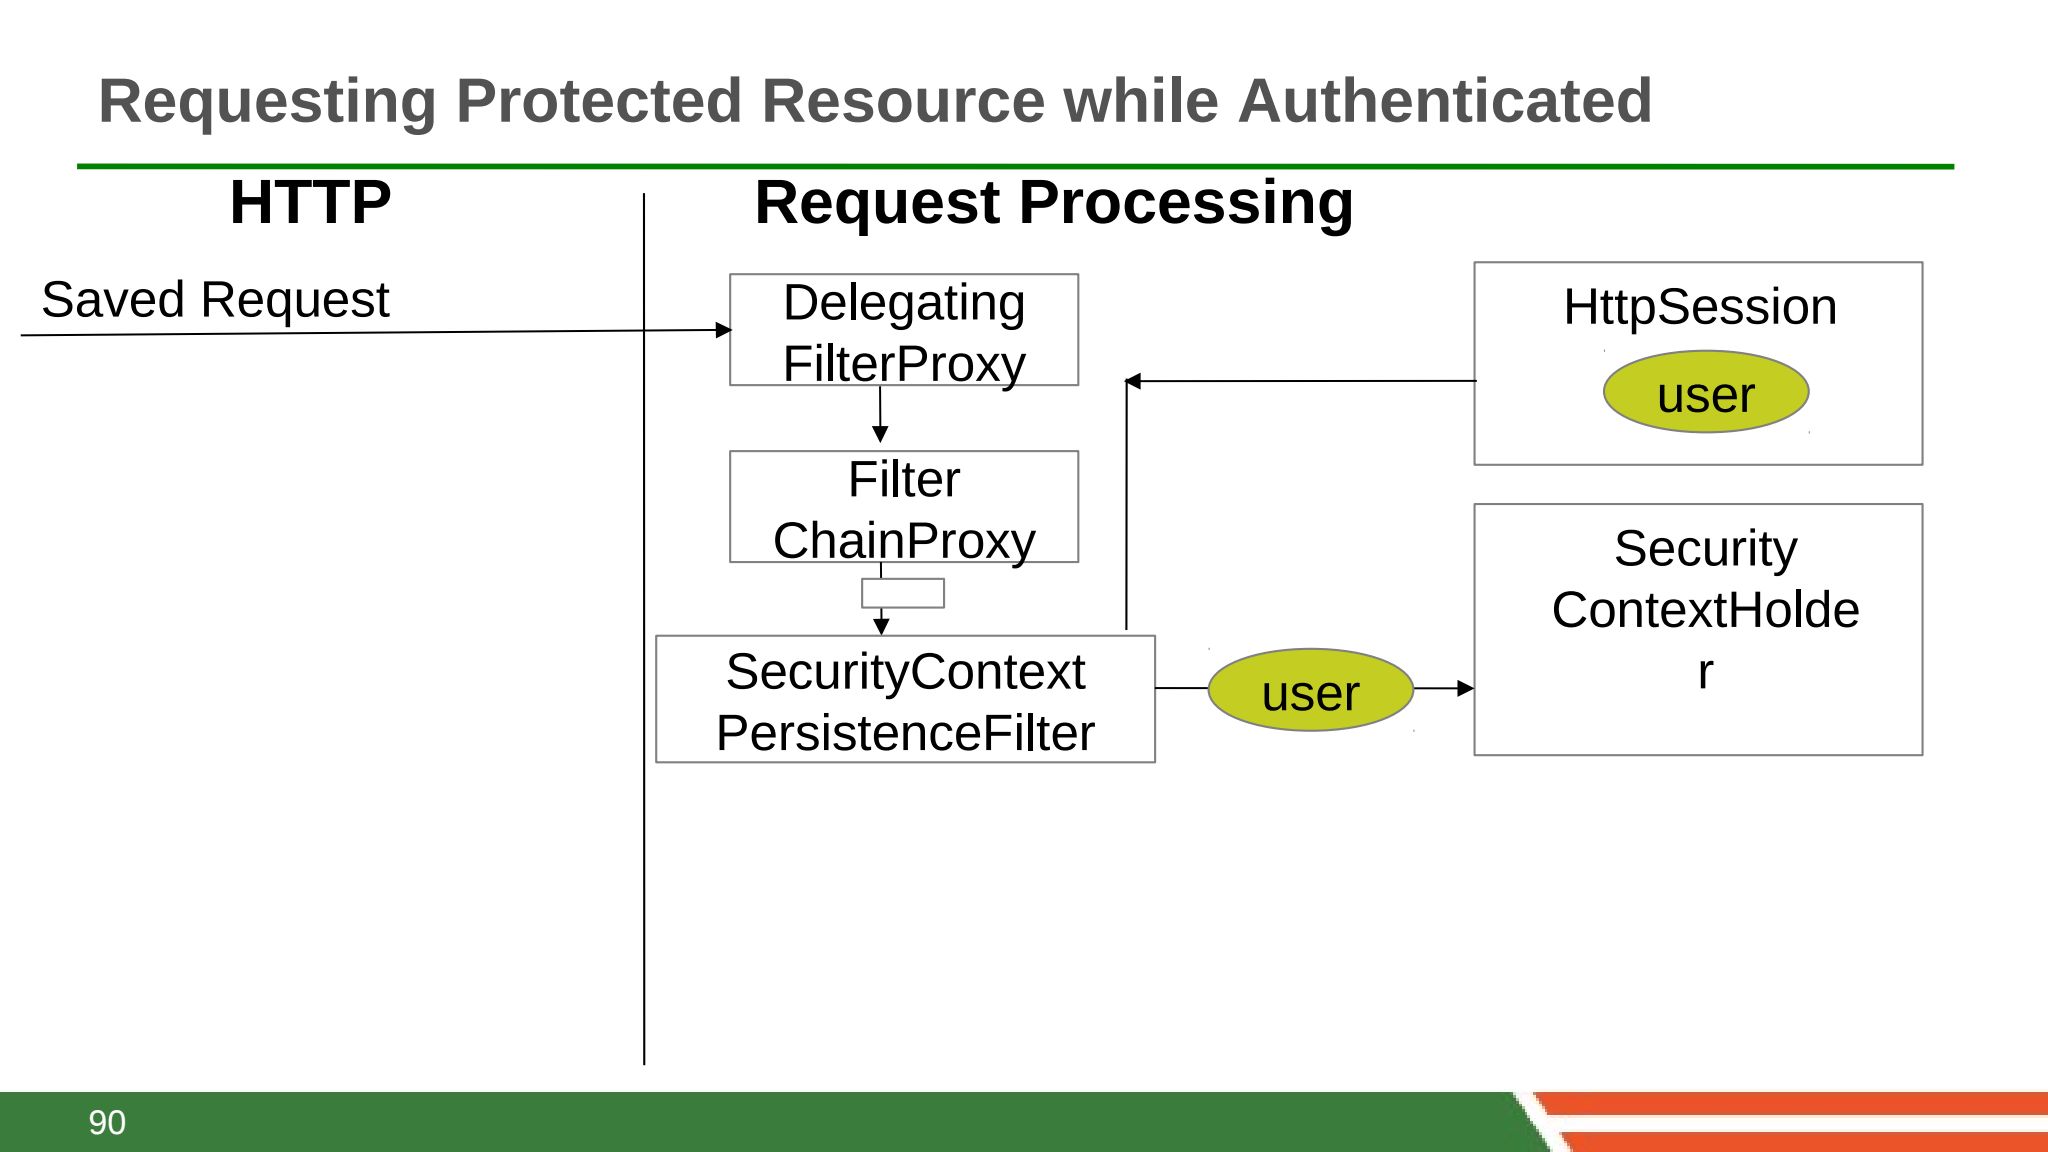 Requesting Protected Resource while Authenticated
HTTP
Request Processing
Saved Request
Delegating
FilterProxy
HttpSession
user
Filter
ChainProxy
Security
ContextHolde
r
SecurityContext
PersistenceFilter
user
90